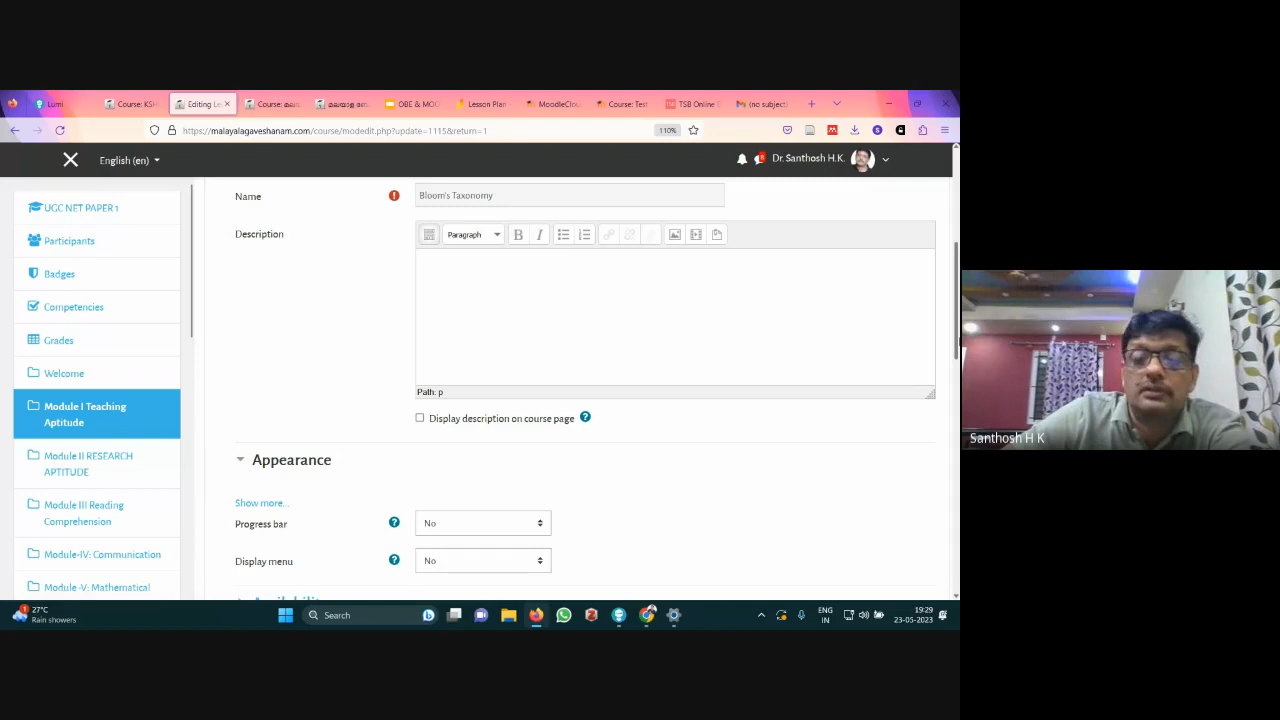 Lumi
Course: KSH
Editing Le
Course: മല
മലയാള
OBE & MOO
Lesson Plan
MoodleClou
Course: Test
TSB Online E
(no subject)
https://malayalagaveshanam.com/course/modedit.php?update=1115&return=1
110%
English (en)
Dr. Santhosh H.K.
UGC NET PAPER 1
Participants
Badges
Competencies
Grades
Welcome
Module I Teaching
Aptitude
Module II RESEARCH
APTITUDE
Module III Reading
Comprehension
Module-IV: Communication
Module -V: Mathematical
Name
Bloom's Taxonomy
Description
Paragraph
B
I
Path: p
Display description on course page
Appearance
Show more...
Progress bar
No
Display menu
No
Santhosh H K
27°C
Rain showers
Search
ENG
IN
19:29
23-05-2023